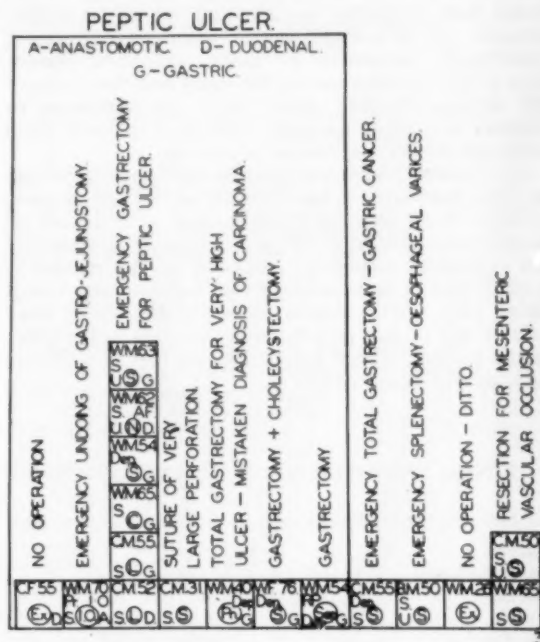 PEPTIC ULCER.
A-ANASTOMOTIC. D-DUODENAL.
G-GASTRIC.
NO OPERATION
EMERGENCY UNDOING OF GASTRO-JEJUNOSTOMY.
EMERGENCY GASTRECTOMY
FOR PEPTIC ULCER.
SUTURE OF VERY
LARGE PERFORATION.
TOTAL GASTRECTOMY FOR VERY HIGH
ULCER - MISTAKEN DIAGNOSIS OF CARCINOMA.
GASTRECTOMY + CHOLECYSTECTOMY.
GASTRECTOMY
EMERGENCY TOTAL GASTRECTOMY - GASTRIC CANCER.
EMERGENCY SPLENECTOMY-OESOPHAGEAL VARICES.
NO OPERATION - DITTO.
RESECTION FOR MESENTERIC
VASCULAR OCCLUSION.
WM63
S
U S G
WM62
S AF
U N D
WM54
S G
WM65
S
L G
CM55
S L G
CM50
S
U S
CF55 WM70 CM52 CM31 WM40 WF76 WM54 CM55 BM50 WM28 WM65
S L D
S S
S S
U S
S S